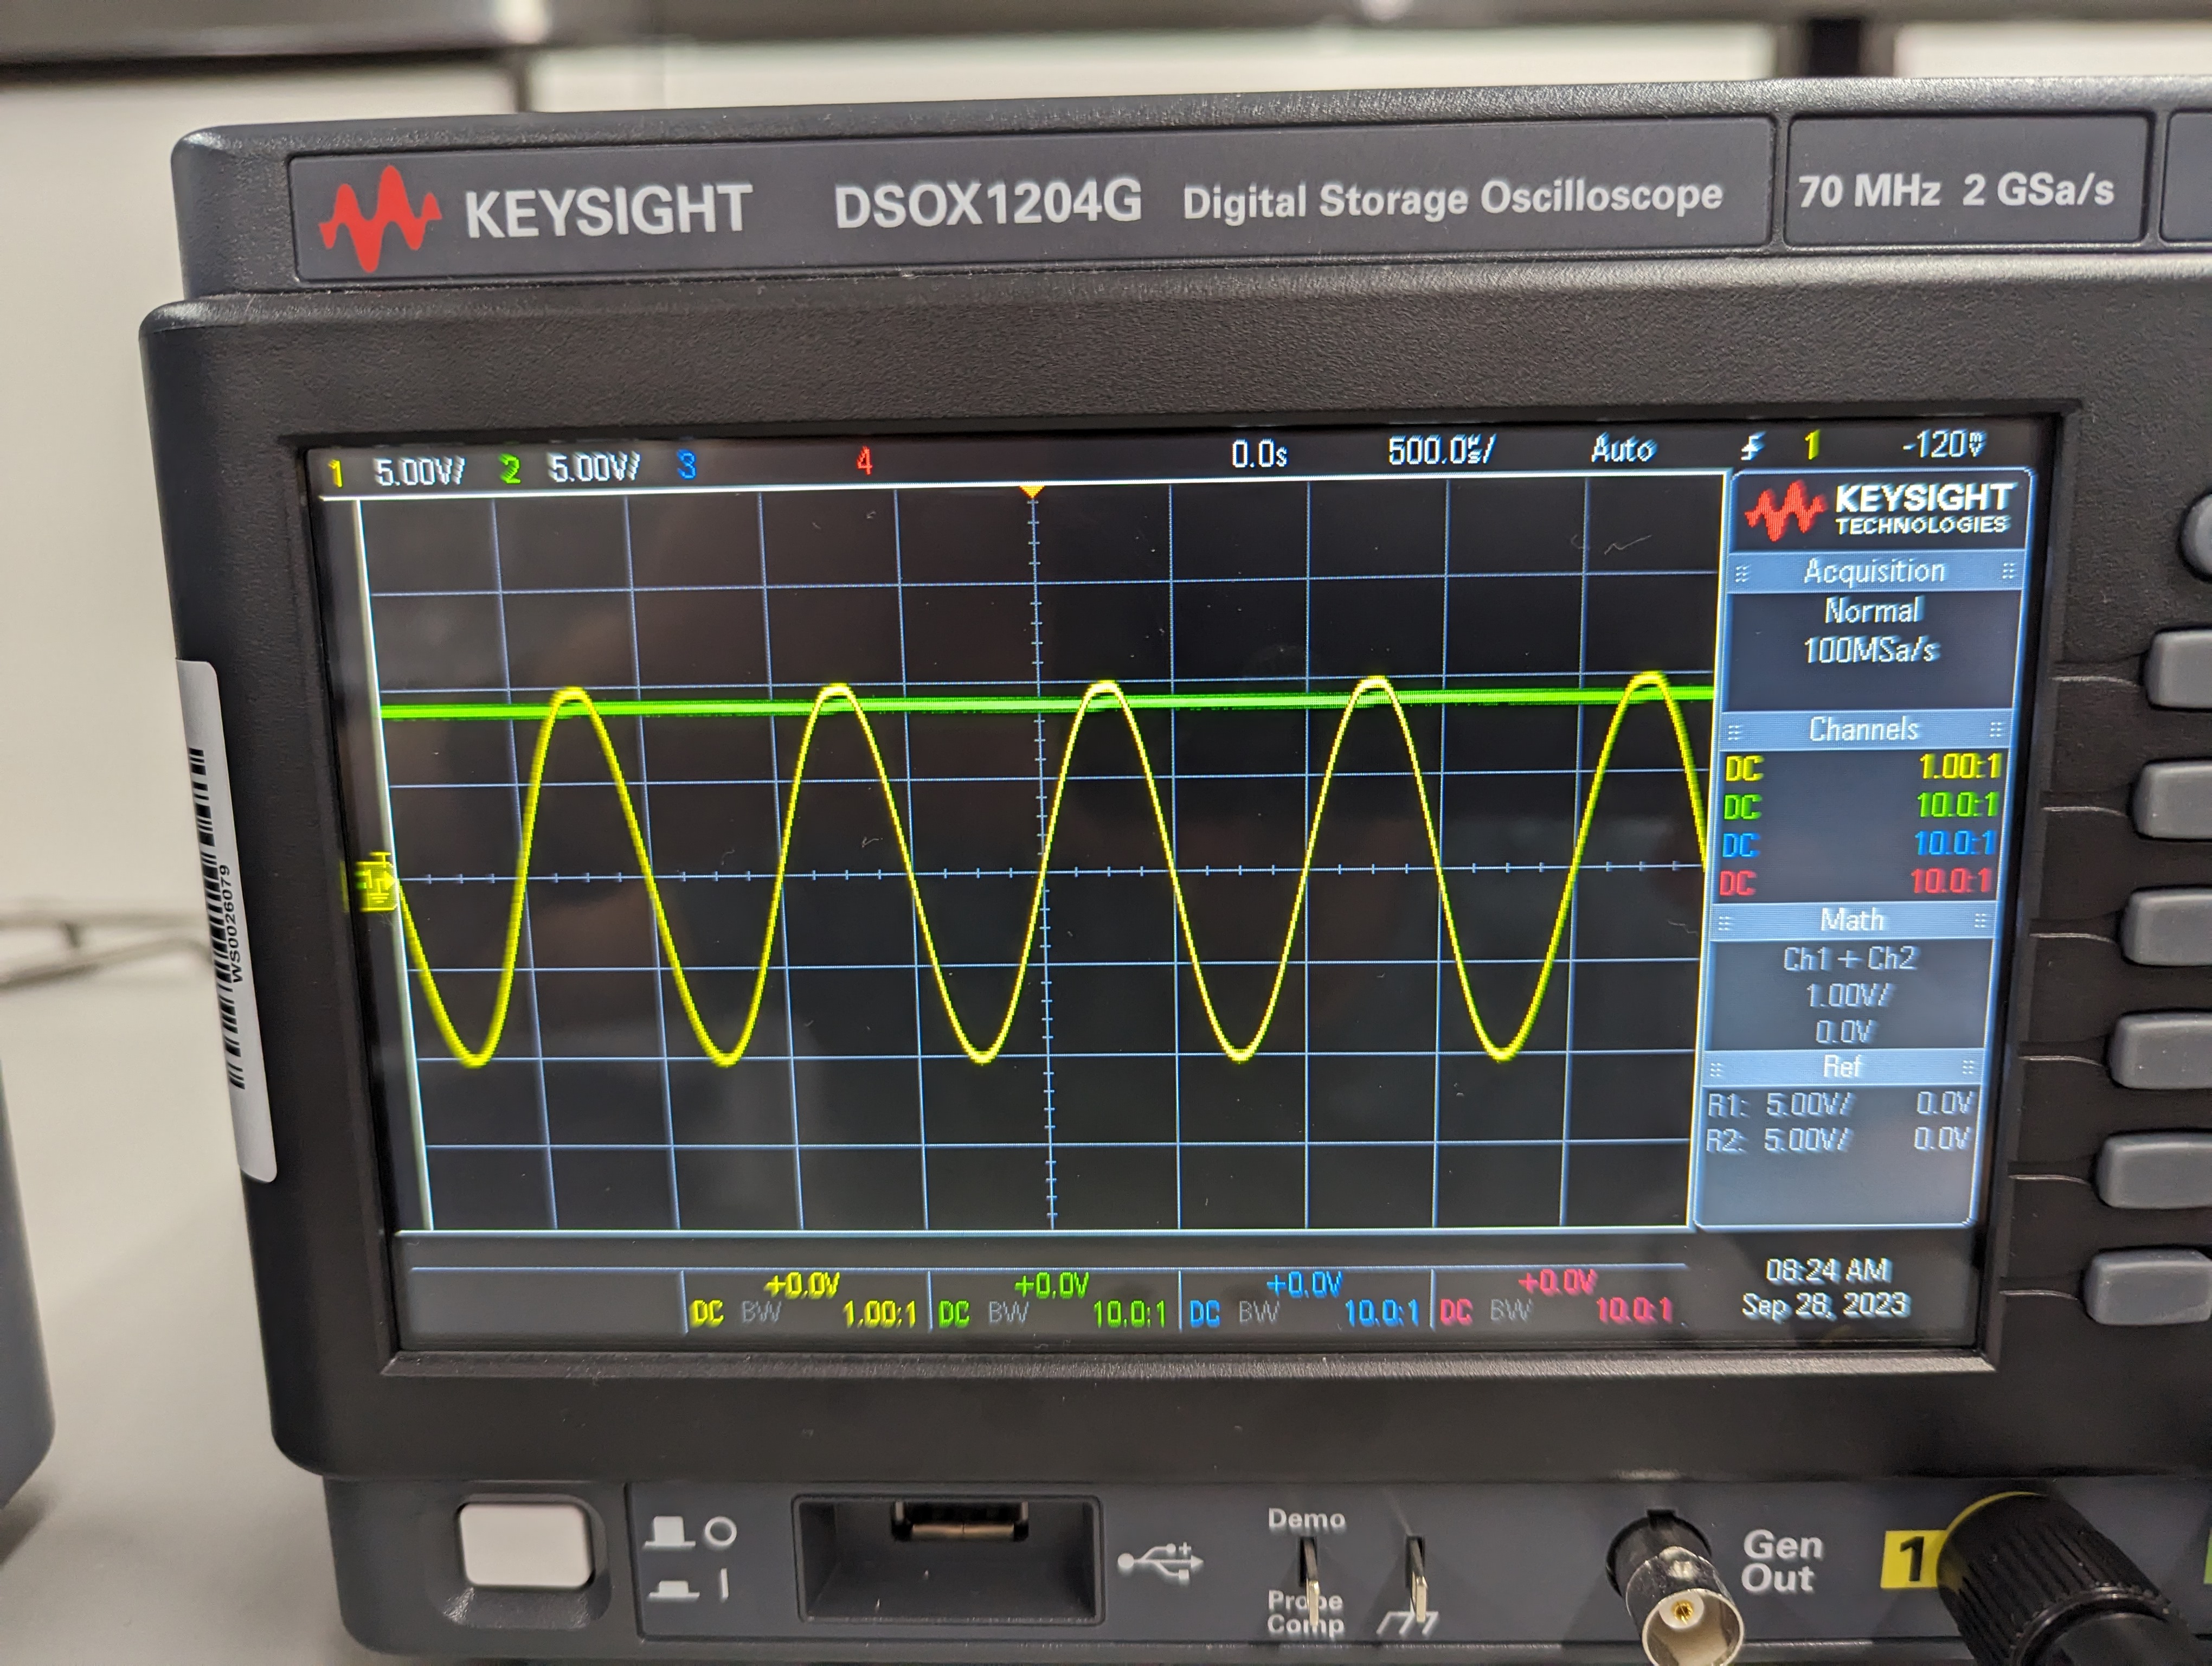 KEYSIGHT DSOX1204G Digital Storage Oscilloscope 70 MHz 2 GSa/s
1 5.00V/ 2 5.00V/ 3 4 0.0s 500.0µs/ Auto 1 -120mV
KEYSIGHT
TECHNOLOGIES
Acquisition
Normal
100MSa/s
Channels
DC 1.00:1
DC 10.0:1
DC 10.0:1
DC 10.0:1
Math
Ch1 + Ch2
1.00V/
0.0V
Ref
R1: 5.00V/ 0.0V
R2: 5.00V/ 0.0V
+0.0V +0.0V +0.0V +0.0V
DC BW 1.00:1 DC BW 10.0:1 DC BW 10.0:1 DC BW 10.0:1
08:24 AM
Sep 28, 2023
WS0026079
Demo
Probe
Comp
Gen
Out
1